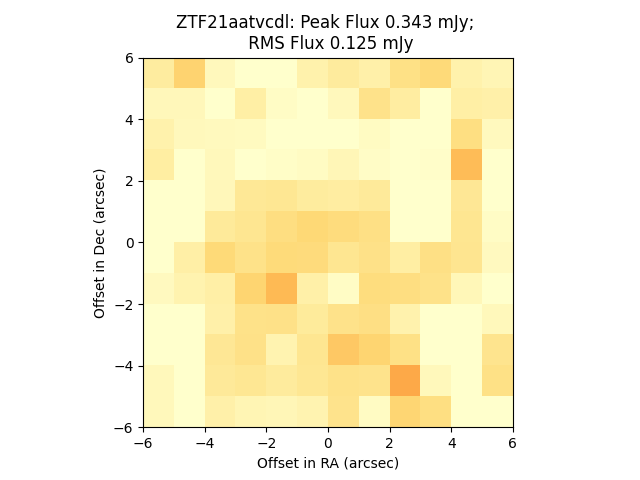 ZTF21aatvcdl: Peak Flux 0.343 mJy;
RMS Flux 0.125 mJy
6
4
2
0
−2
−4
−6
Offset in Dec (arcsec)
−6 −4 −2 0 2 4 6
Offset in RA (arcsec)